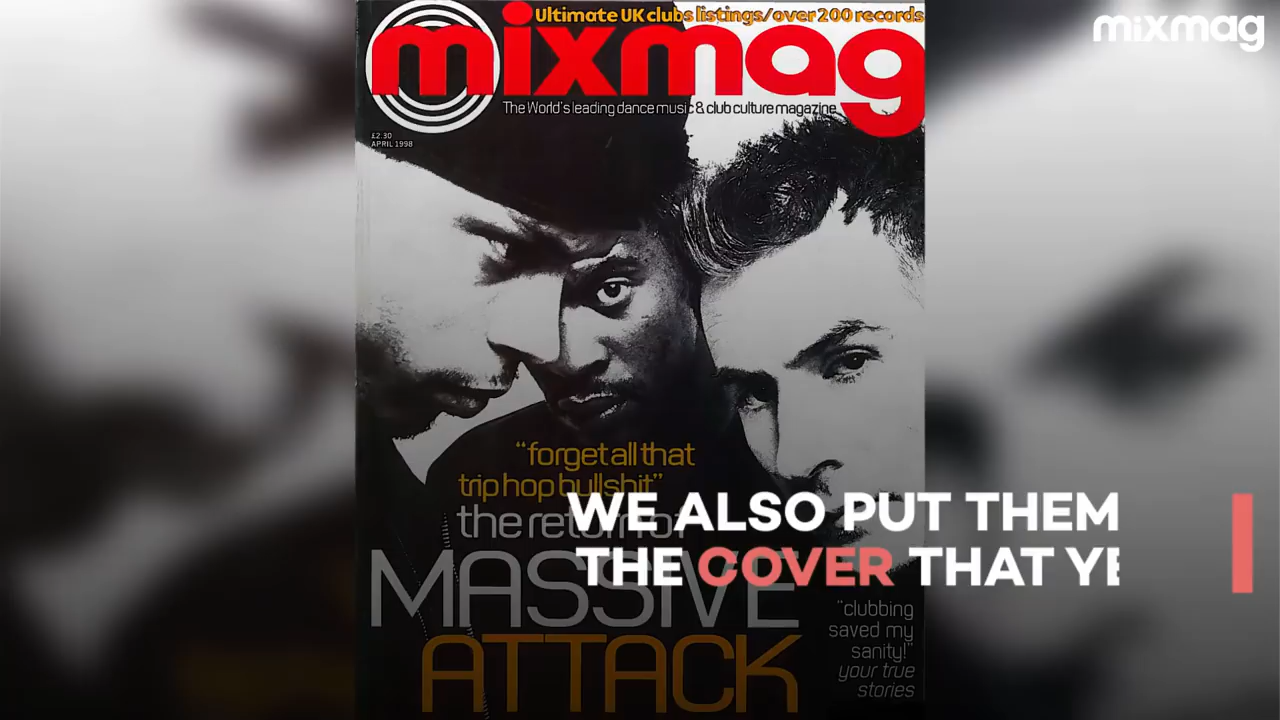 Ultimate UK clubs listings/over 200 records
mixmag
mixmag
The World's leading dance music & club culture magazine
£2:30
APRIL 1998
"forget all that
trip hop bullshit"
the return of
MASSIVE
ATTACK
WE ALSO PUT THEM
THE COVER THAT YE
"clubbing
saved my
sanity!"
your true
stories